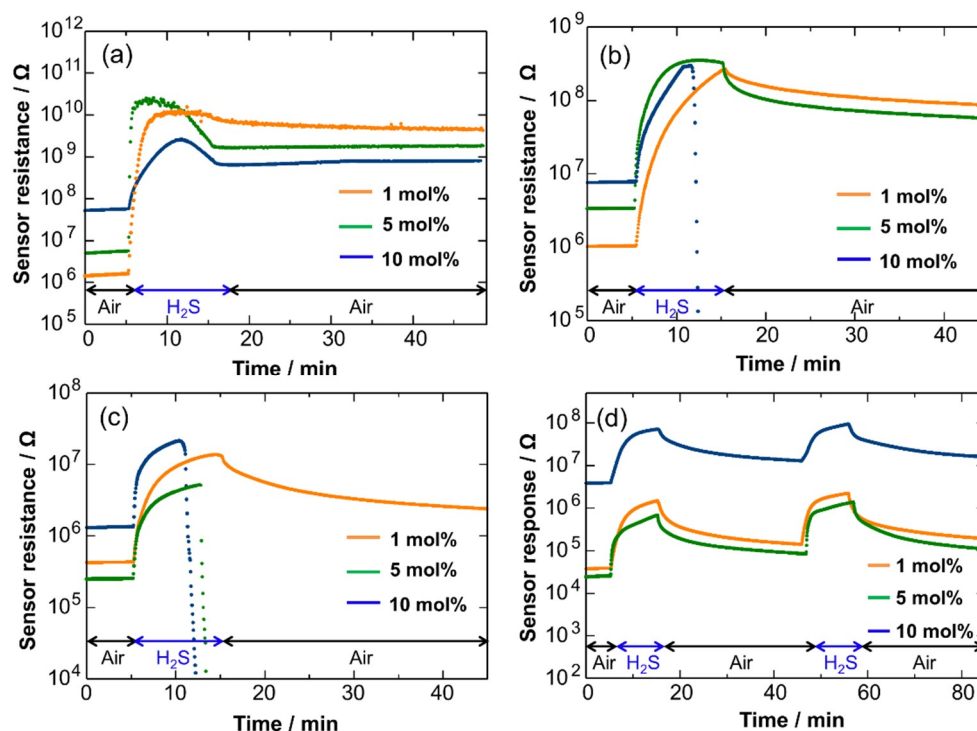 (a)
Sensor resistance / Ω
10¹²
10¹¹
10¹⁰
10⁹
10⁸
10⁷
10⁶
10⁵
1 mol%
5 mol%
10 mol%
Air
H₂S
Air
0 10 20 30 40
Time / min
(b)
Sensor resistance / Ω
10⁹
10⁸
10⁷
10⁶
10⁵
1 mol%
5 mol%
10 mol%
Air
H₂S
Air
0 10 20 30 40
Time / min
(c)
Sensor resistance / Ω
10⁸
10⁷
10⁶
10⁵
10⁴
1 mol%
5 mol%
10 mol%
Air
H₂S
Air
0 10 20 30 40
Time / min
(d)
Sensor response / Ω
10⁸
10⁷
10⁶
10⁵
10⁴
10³
10²
1 mol%
5 mol%
10 mol%
Air
H₂S
Air
H₂S
Air
0 20 40 60 80
Time / min